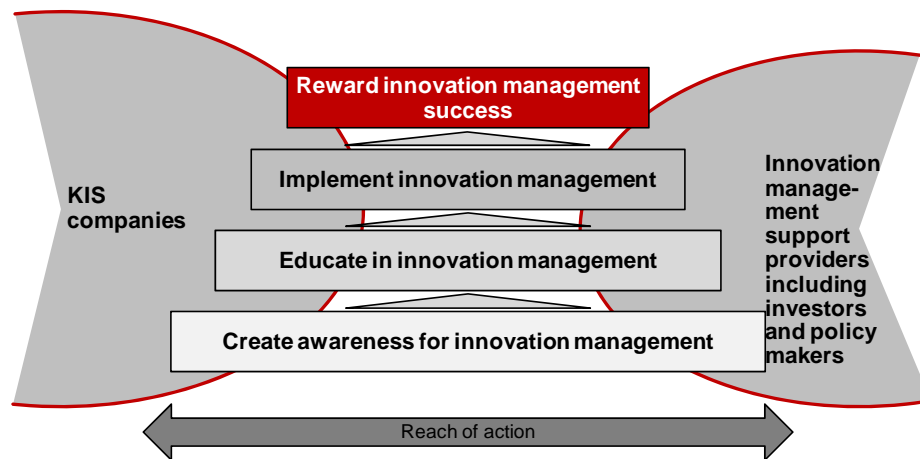 Reward innovation management
success
Implement innovation management
KIS
companies
Innovation
manage-
ment
support
providers
including
investors
and policy
makers
Educate in innovation management
Create awareness for innovation management
Reach of action